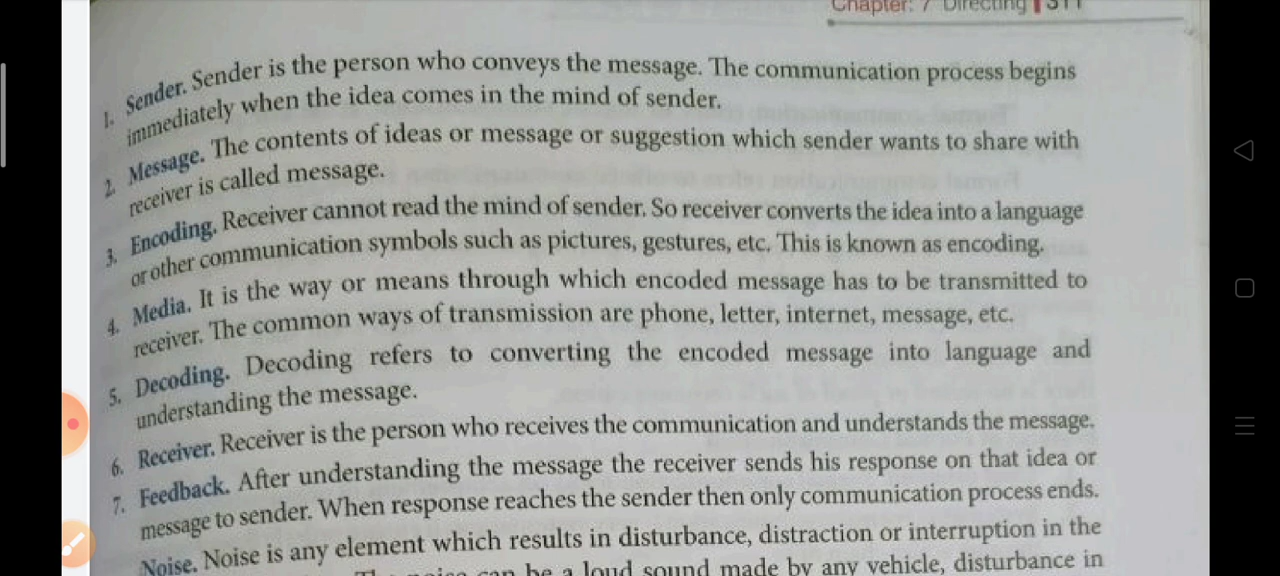 Chapter: 7 Directing 311
1. Sender. Sender is the person who conveys the message. The communication process begins
immediately when the idea comes in the mind of sender.
2. Message. The contents of ideas or message or suggestion which sender wants to share with
receiver is called message.
3. Encoding. Receiver cannot read the mind of sender. So receiver converts the idea into a language
or other communication symbols such as pictures, gestures, etc. This is known as encoding.
4. Media. It is the way or means through which encoded message has to be transmitted to
receiver. The common ways of transmission are phone, letter, internet, message, etc.
5. Decoding. Decoding refers to converting the encoded message into language and
understanding the message.
6. Receiver. Receiver is the person who receives the communication and understands the message.
7. Feedback. After understanding the message the receiver sends his response on that idea or
message to sender. When response reaches the sender then only communication process ends.
Noise. Noise is any element which results in disturbance, distraction or interruption in the
noise can be a loud sound made by any vehicle, disturbance in